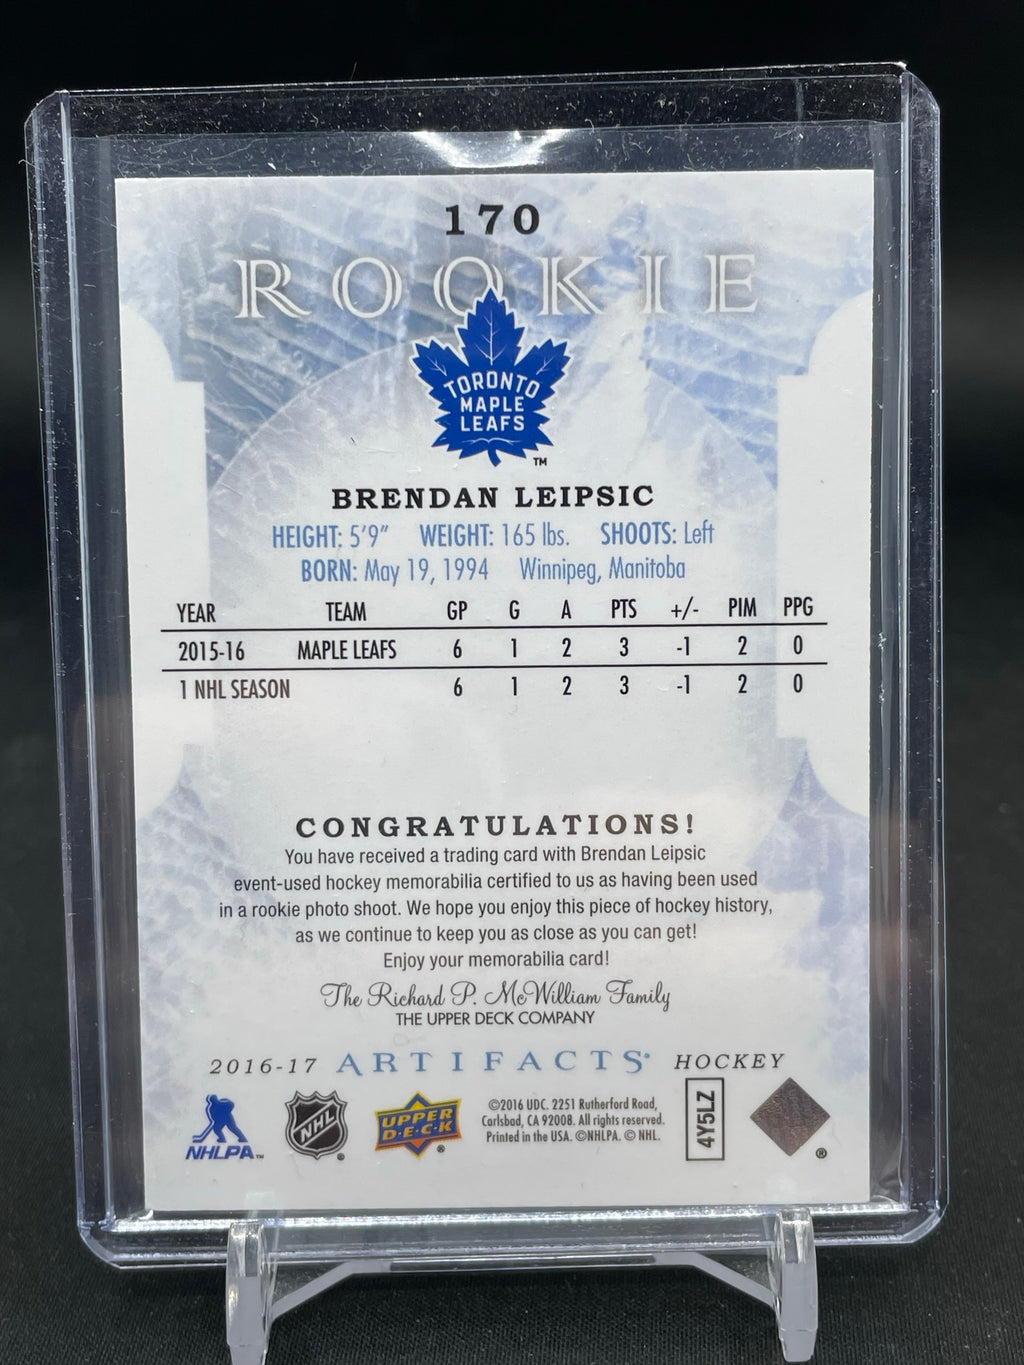 170
ROOKIE
TORONTO
MAPLE
LEAFS
TM
BRENDAN LEIPSIC
HEIGHT: 5'9" WEIGHT: 165 lbs. SHOOTS: Left
BORN: May 19, 1994 Winnipeg, Manitoba
YEAR TEAM GP G A PTS +/- PIM PPG
2015-16 MAPLE LEAFS 6 1 2 3 -1 2 0
1 NHL SEASON 6 1 2 3 -1 2 0
CONGRATULATIONS!
You have received a trading card with Brendan Leipsic
event-used hockey memorabilia certified to us as having been used
in a rookie photo shoot. We hope you enjoy this piece of hockey history,
as we continue to keep you as close as you can get!
Enjoy your memorabilia card!
The Richard P. McWilliam Family
THE UPPER DECK COMPANY
2016-17 ARTIFACTS® HOCKEY
NHLPA™
NHL ®
UPPER
D·E·C·K ®
©2016 UDC. 2251 Rutherford Road,
Carlsbad, CA 92008. All rights reserved.
Printed in the USA. ©NHLPA. © NHL.
4Y5LZ
®